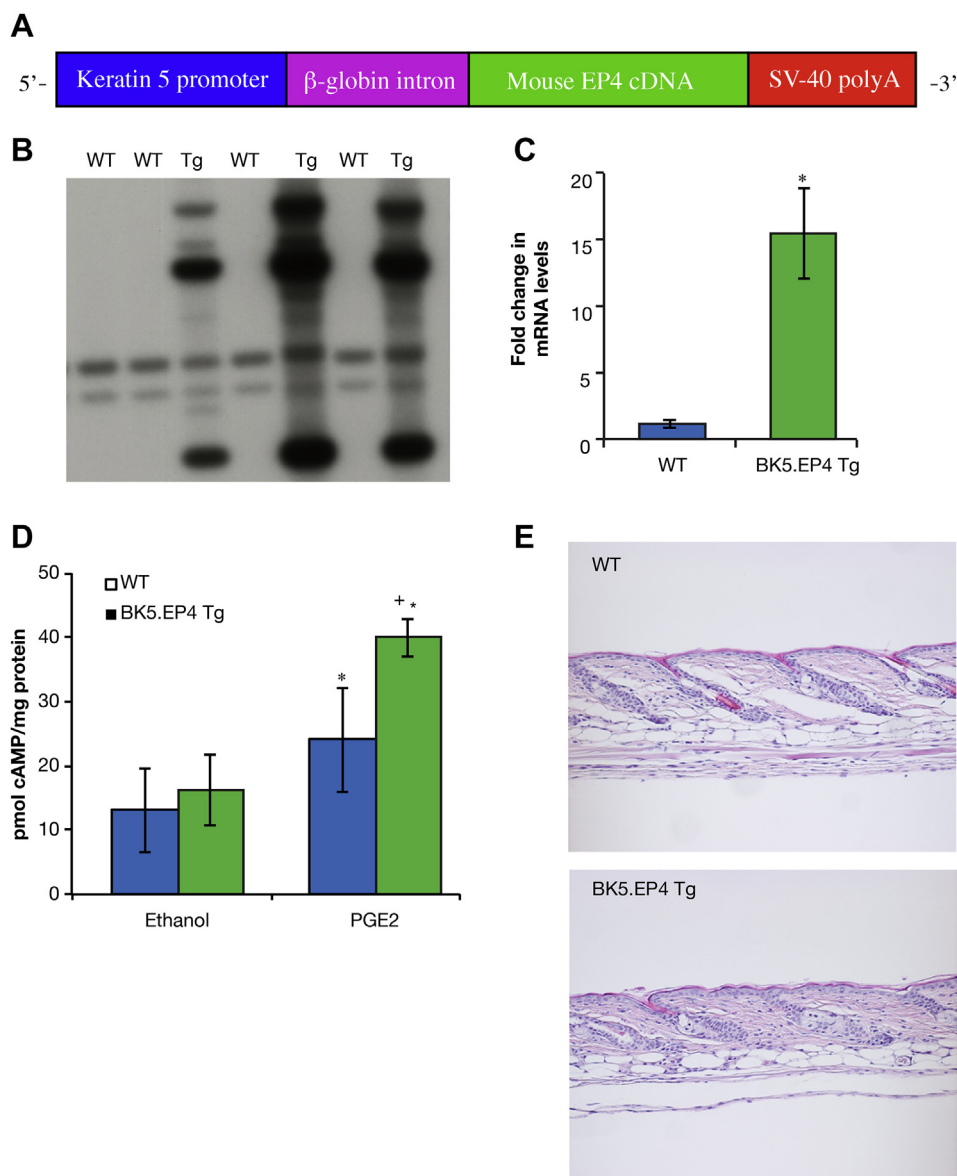 A
5’- Keratin 5 promoter β-globin intron Mouse EP4 cDNA SV-40 polyA -3’
B
WT WT Tg WT Tg WT Tg
C
Fold change in
mRNA levels
20
15
10
5
0
*
WT BK5.EP4 Tg
D
pmol cAMP/mg protein
50
40
30
20
10
0
WT
BK5.EP4 Tg
*
+ *
Ethanol PGE2
E
WT
BK5.EP4 Tg